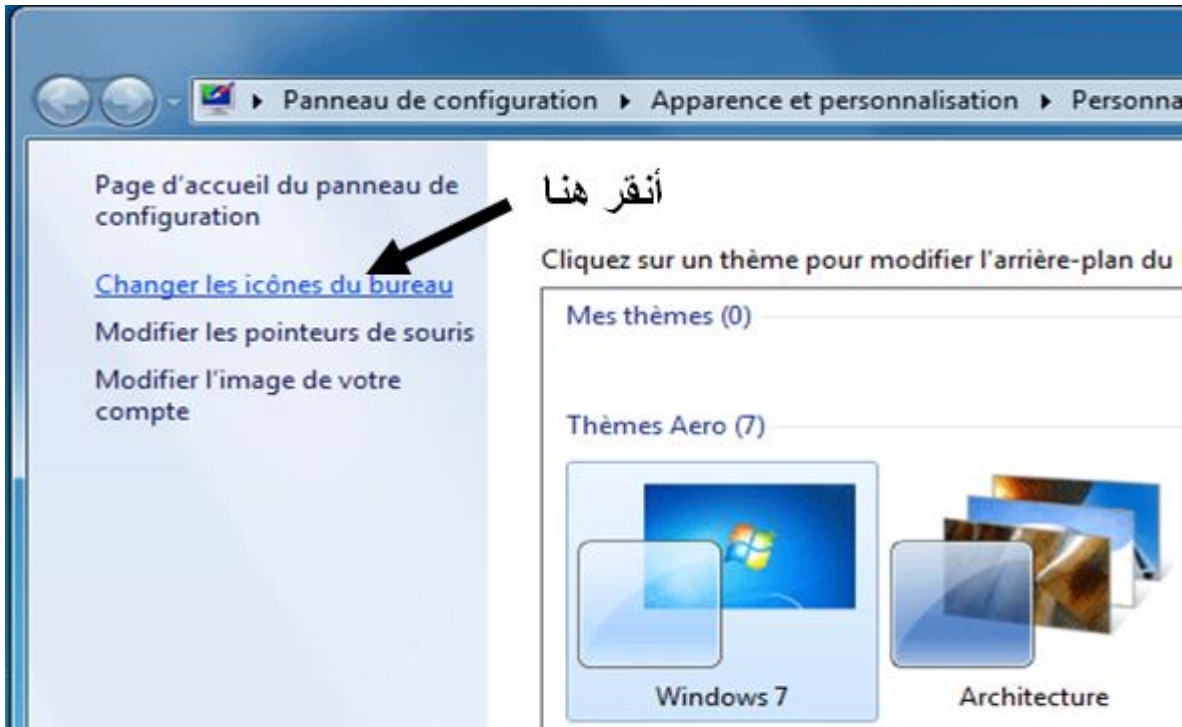 Panneau de configuration Apparence et personnalisation
Page d'accueil du panneau de
configuration
Changer les icônes du bureau
Modifier les pointeurs de souris
Modifier l'image de votre
compte
أنقر هنا
Cliquez sur un thème pour modifier l'arrière-plan du
Mes thèmes (0)
Thèmes Aero (7)
Windows 7
Architecture